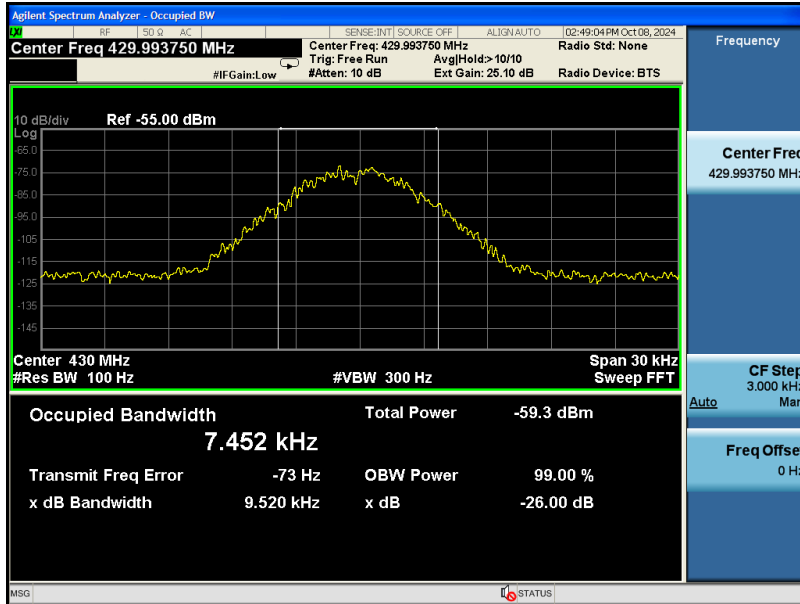 Agilent Spectrum Analyzer - Occupied BW
LXI RF 50 Ω AC SENSE:INT SOURCE OFF ALIGN AUTO 02:49:04 PM Oct 08, 2024
Center Freq 429.993750 MHz
Center Freq: 429.993750 MHz Radio Std: None
Trig: Free Run Avg|Hold:>10/10
#IFGain:Low #Atten: 10 dB Ext Gain: 25.10 dB Radio Device: BTS
10 dB/div Ref -55.00 dBm
Log
-65.0
-75.0
-85.0
-95.0
-105
-115
-125
-135
-145
Center 430 MHz Span 30 kHz
#Res BW 100 Hz #VBW 300 Hz Sweep FFT
Occupied Bandwidth Total Power -59.3 dBm
7.452 kHz
Transmit Freq Error -73 Hz OBW Power 99.00 %
x dB Bandwidth 9.520 kHz x dB -26.00 dB
MSG STATUS
Frequency
Center Freq
429.993750 MHz
CF Step
3.000 kHz
Auto Man
Freq Offset
0 Hz